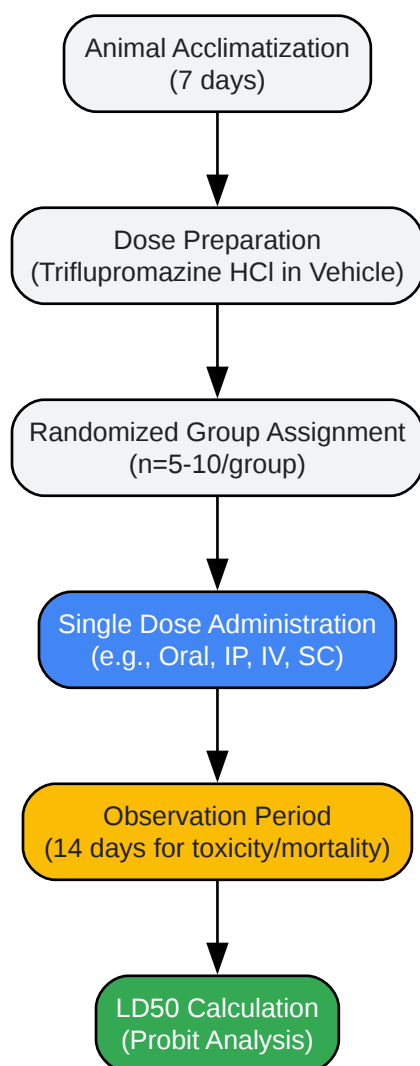 Animal Acclimatization
(7 days)
Dose Preparation
(Triflupromazine HCl in Vehicle)
Randomized Group Assignment
(n=5-10/group)
Single Dose Administration
(e.g., Oral, IP, IV, SC)
Observation Period
(14 days for toxicity/mortality)
LD50 Calculation
(Probit Analysis)